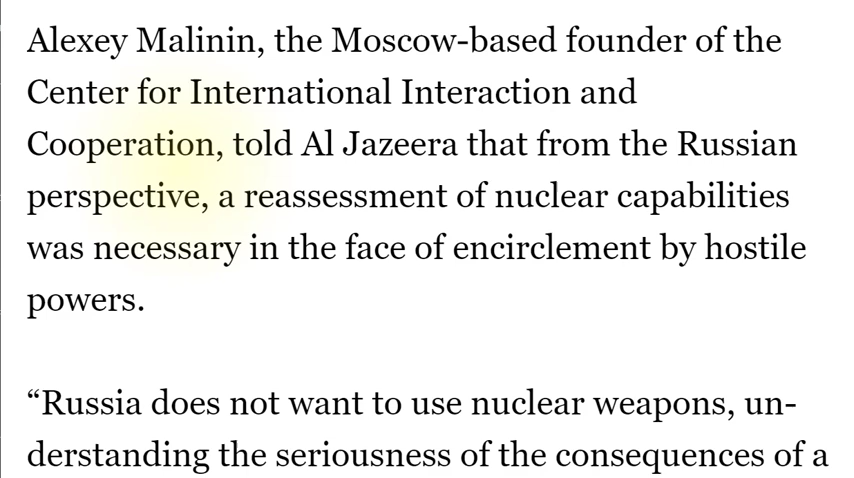 Alexey Malinin, the Moscow-based founder of the
Center for International Interaction and
Cooperation, told Al Jazeera that from the Russian
perspective, a reassessment of nuclear capabilities
was necessary in the face of encirclement by hostile
powers.
“Russia does not want to use nuclear weapons, un-
derstanding the seriousness of the consequences of a